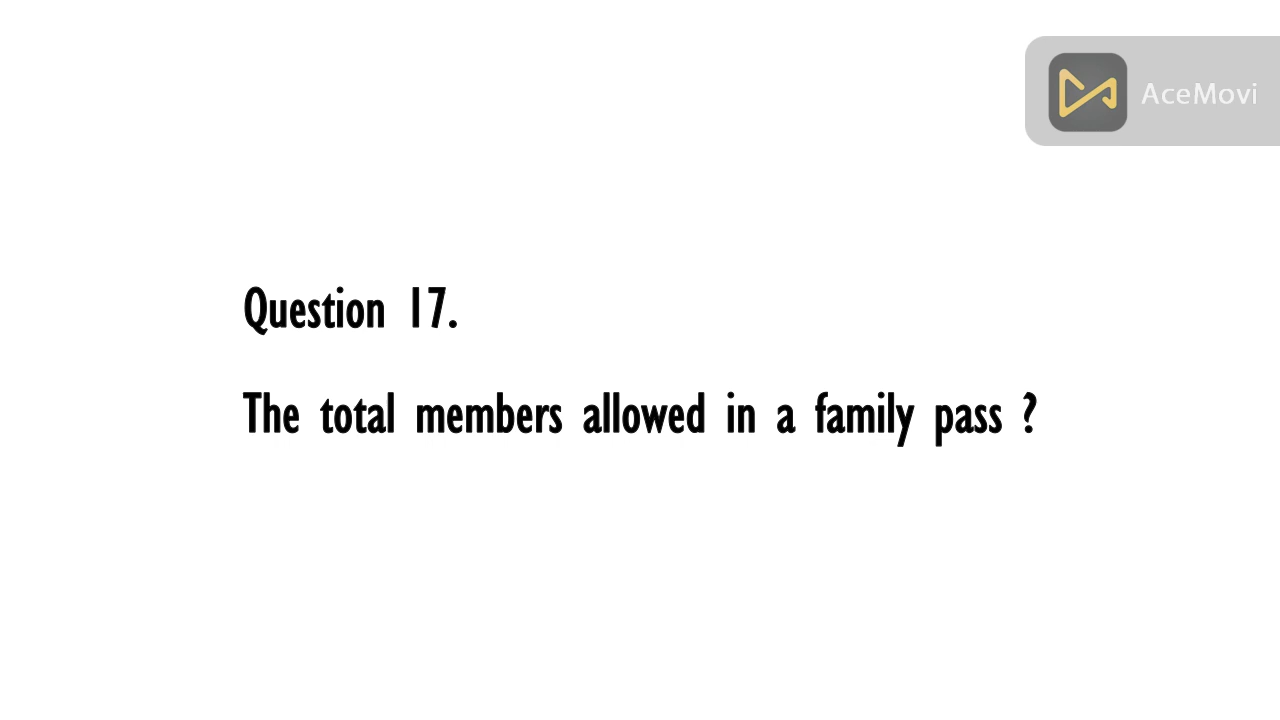 AceMovi
Question 17.
The total members allowed in a family pass ?